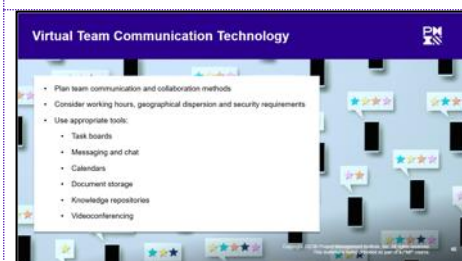 Virtual Team Communication Technology
• Plan team communication and collaboration methods
• Consider working hours, geographical dispersion and security requirements
• Use appropriate tools:
• Task boards
• Messaging and chat
• Calendars
• Document storage
• Knowledge repositories
• Videoconferencing